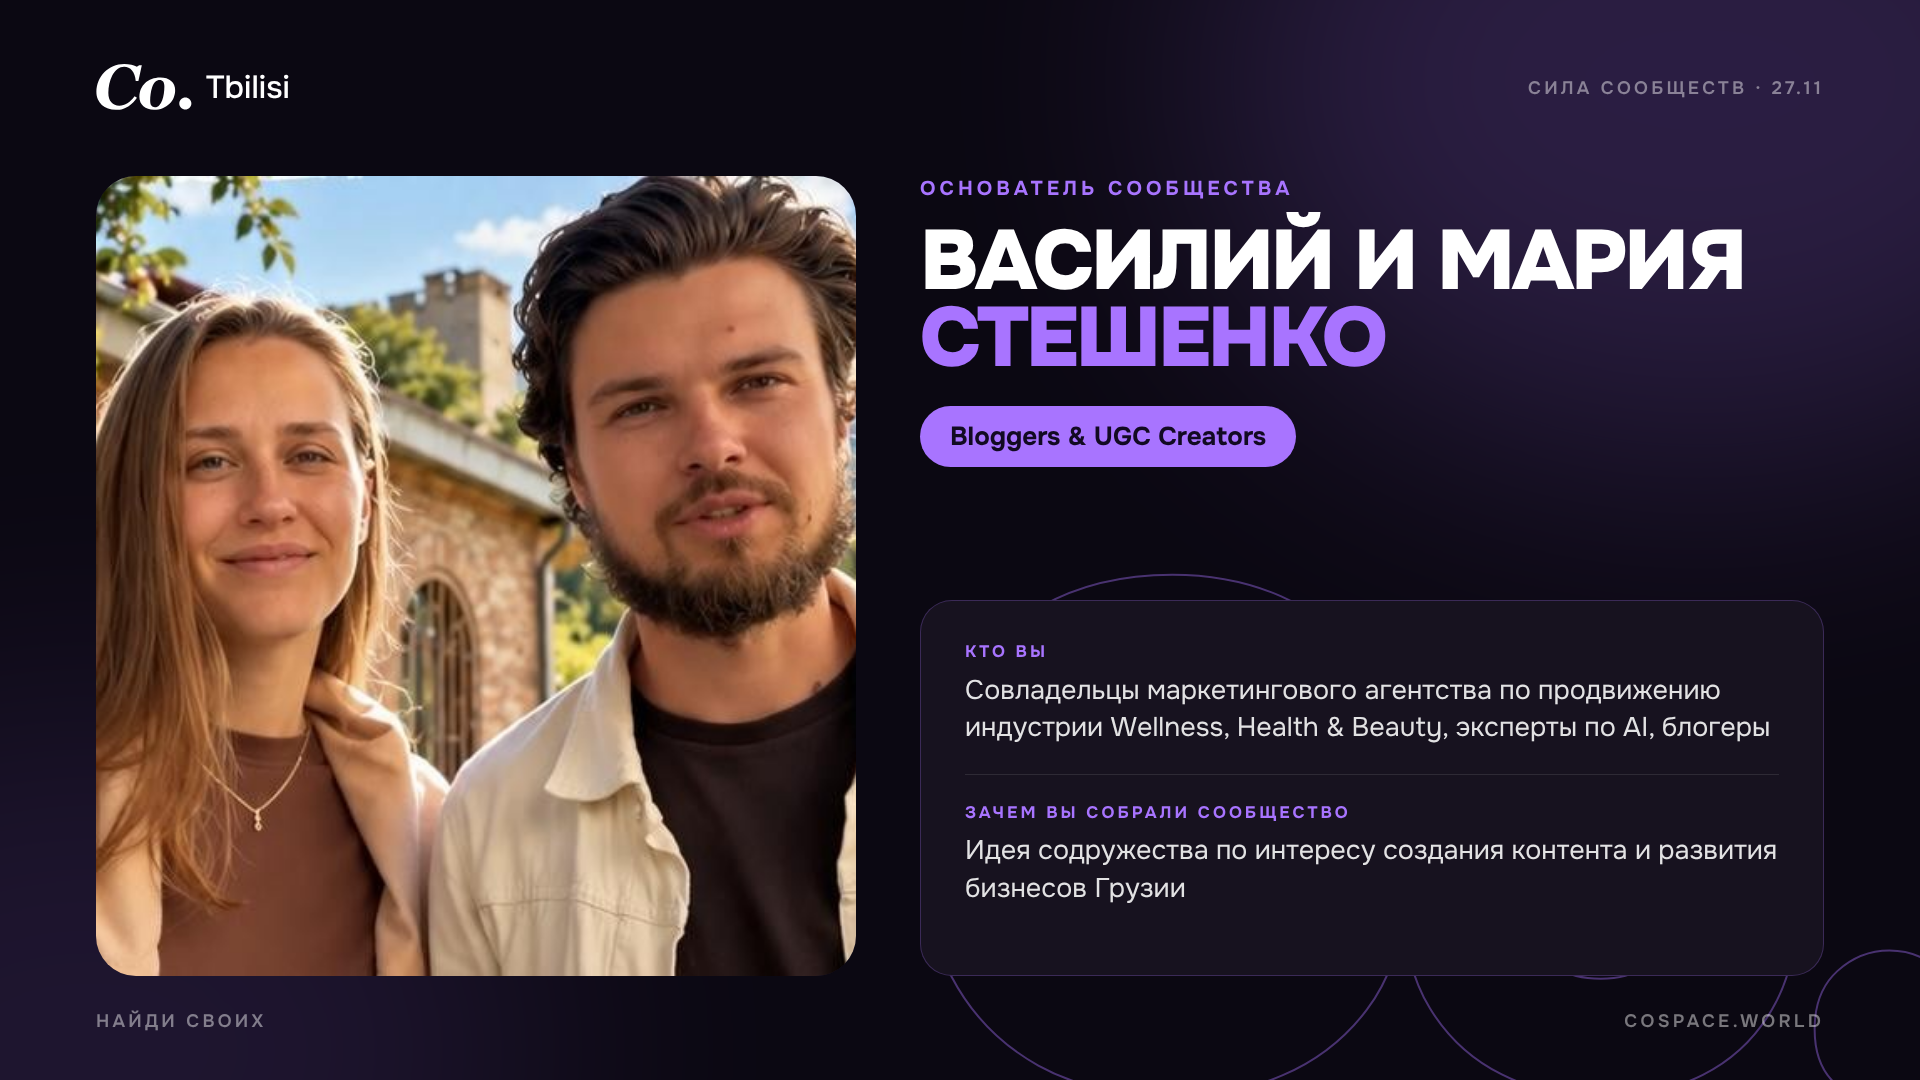 Co. Tbilisi
СИЛА СООБЩЕСТВ · 27.11
ОСНОВАТЕЛЬ СООБЩЕСТВА
ВАСИЛИЙ И МАРИЯ
СТЕШЕНКО
Bloggers & UGC Creators
КТО ВЫ
Совладельцы маркетингового агентства по продвижению
индустрии Wellness, Health & Beauty, эксперты по AI, блогеры
ЗАЧЕМ ВЫ СОБРАЛИ СООБЩЕСТВО
Идея содружества по интересу создания контента и развития
бизнесов Грузии
НАЙДИ СВОИХ
COSPACE.WORLD